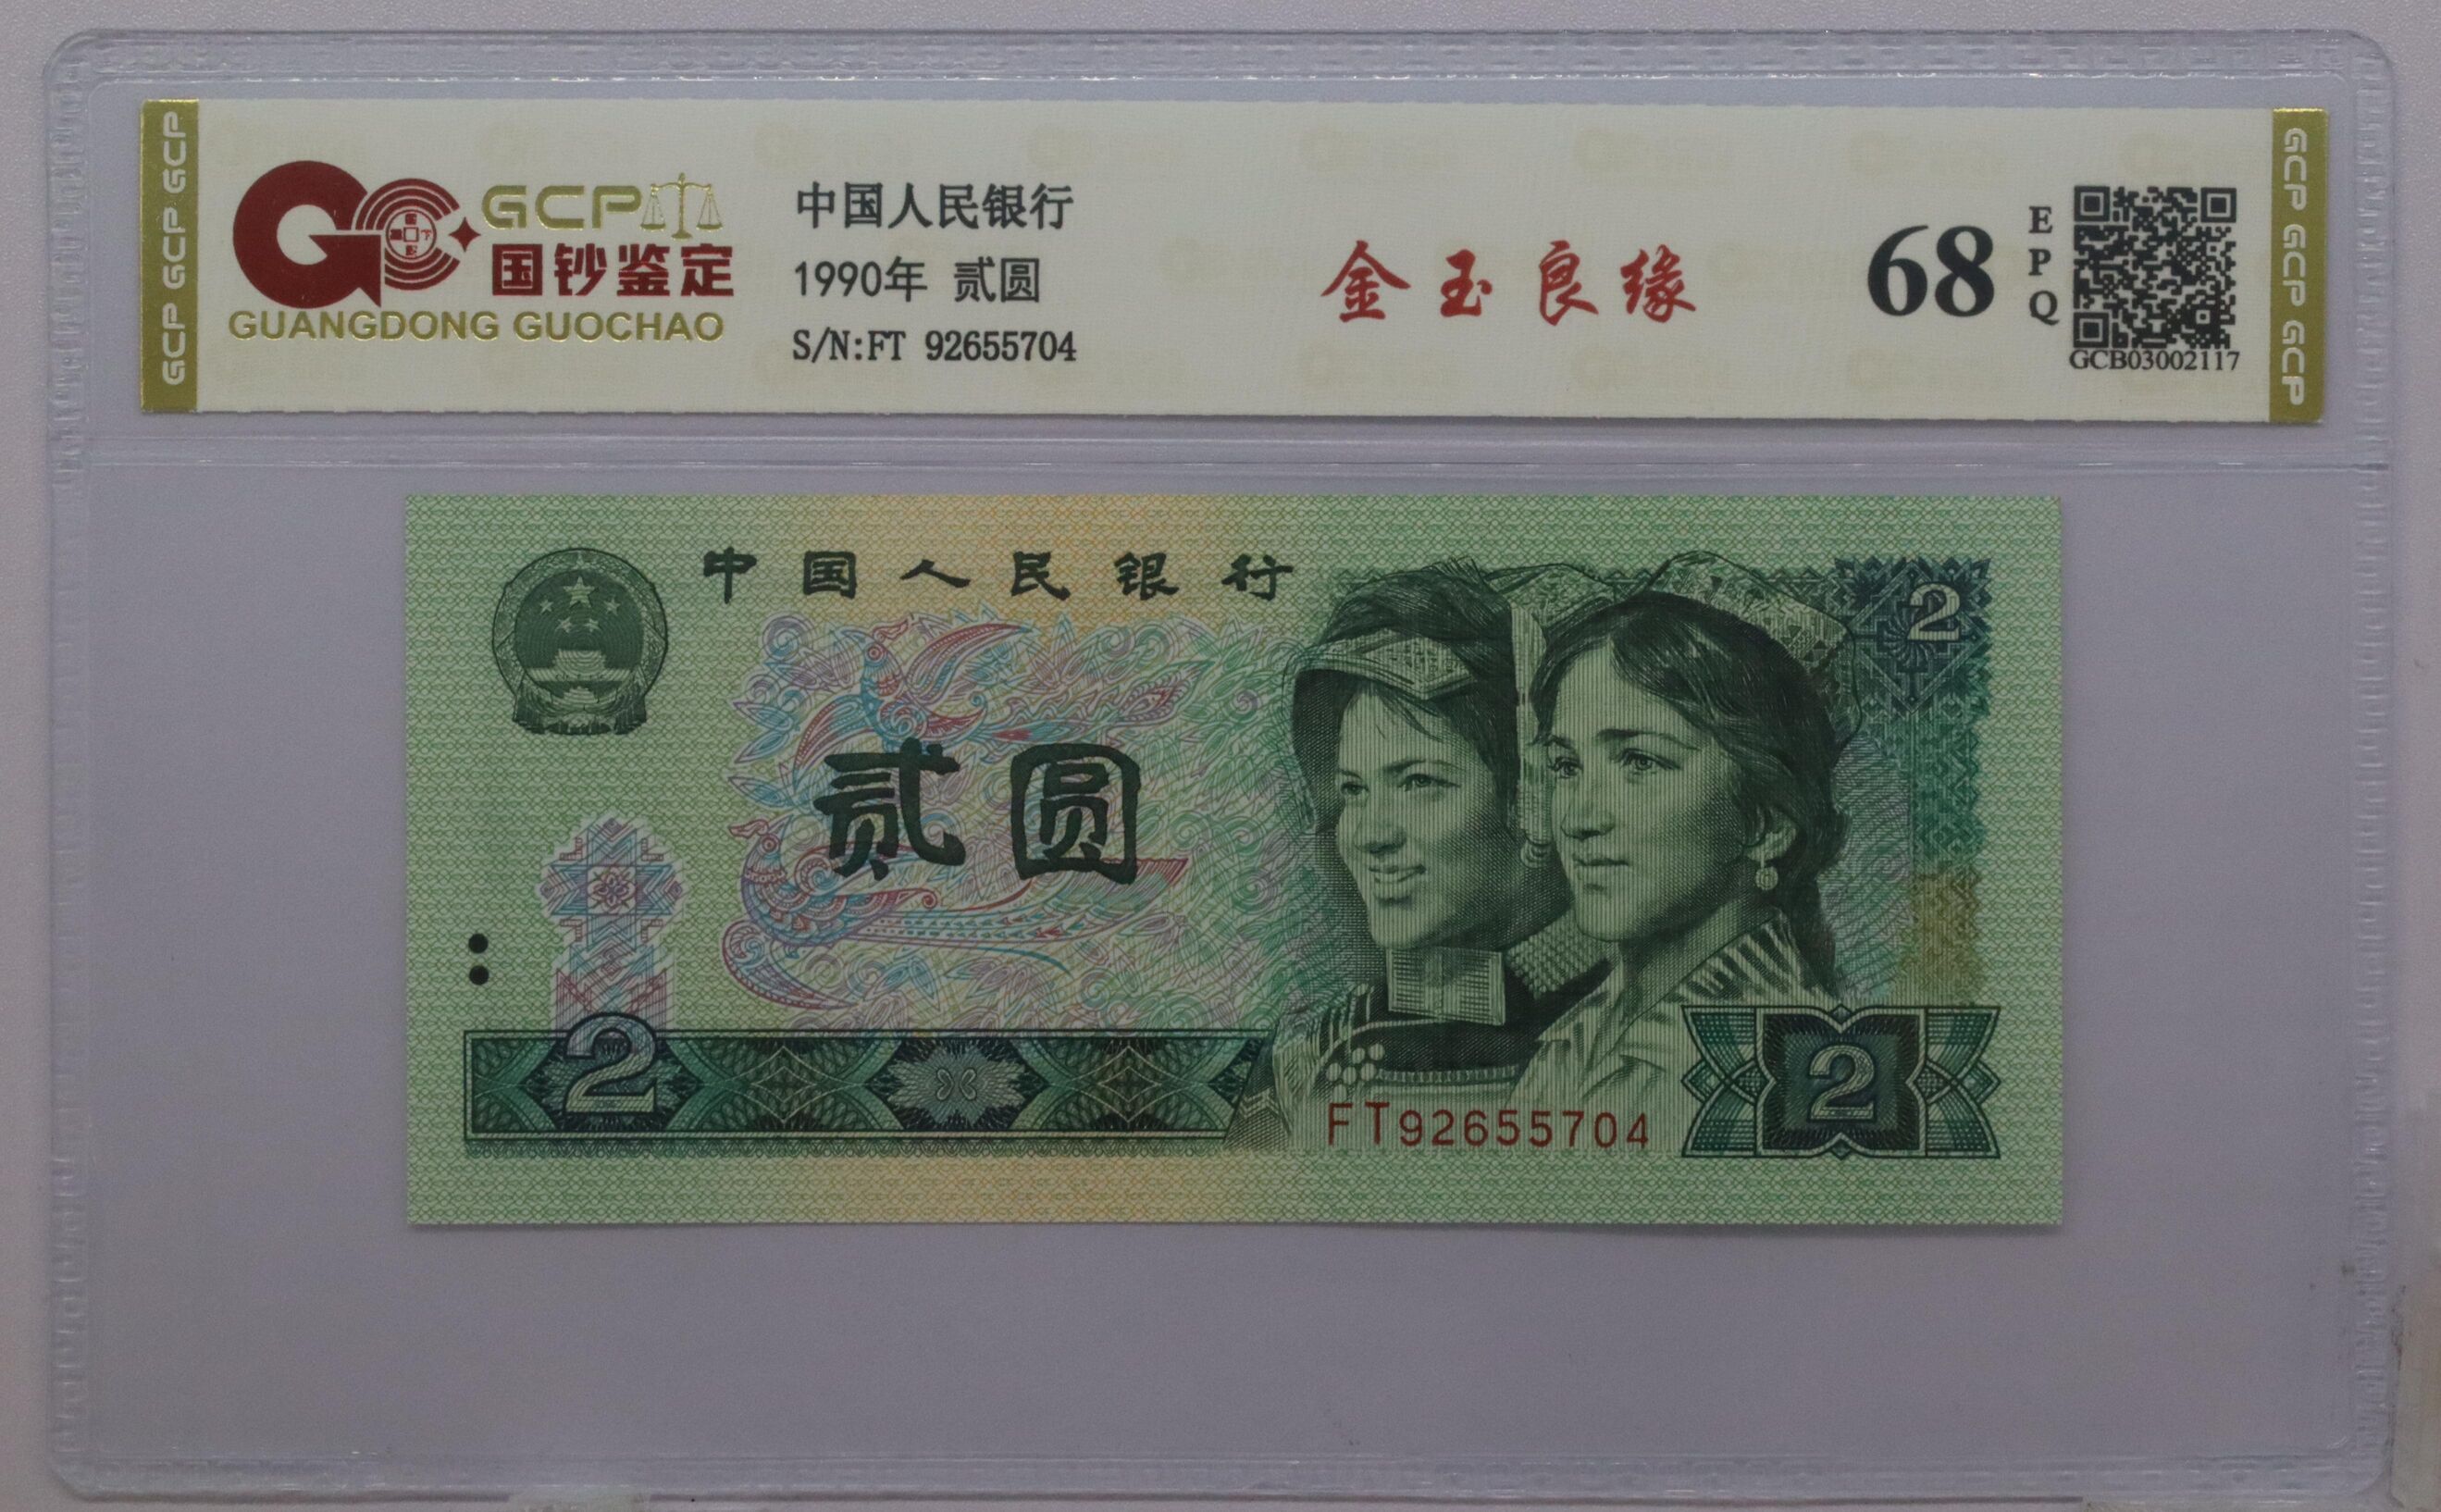 GCP GCP GCP
GCP
国钞鉴定
GUANGDONG GUOCHAO
中国人民银行
1990年 贰圆
S/N:FT 92655704
金玉良缘
68
EPQ
GCB03002117
GCP GCP GCP
中国人民银行
2
贰圆
2
FT92655704
2